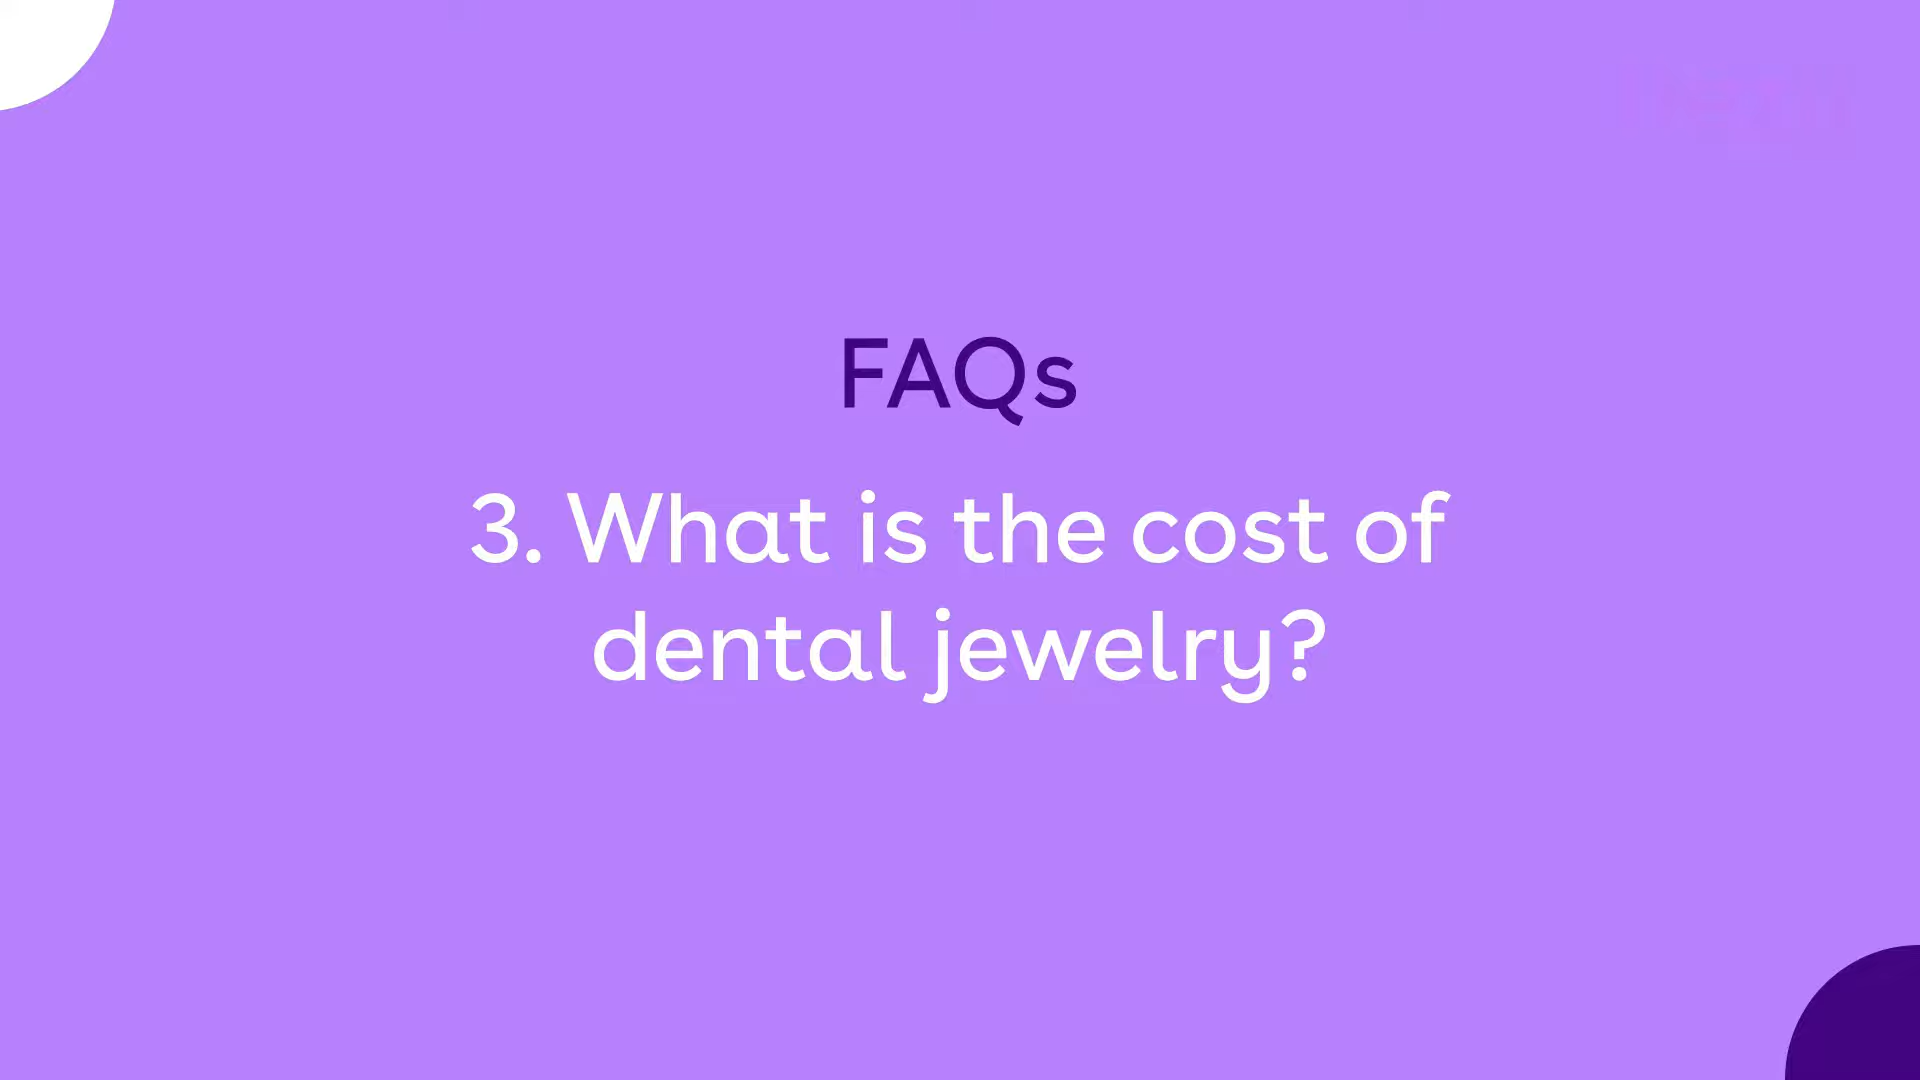 FAQs
3. What is the cost of
dental jewelry?